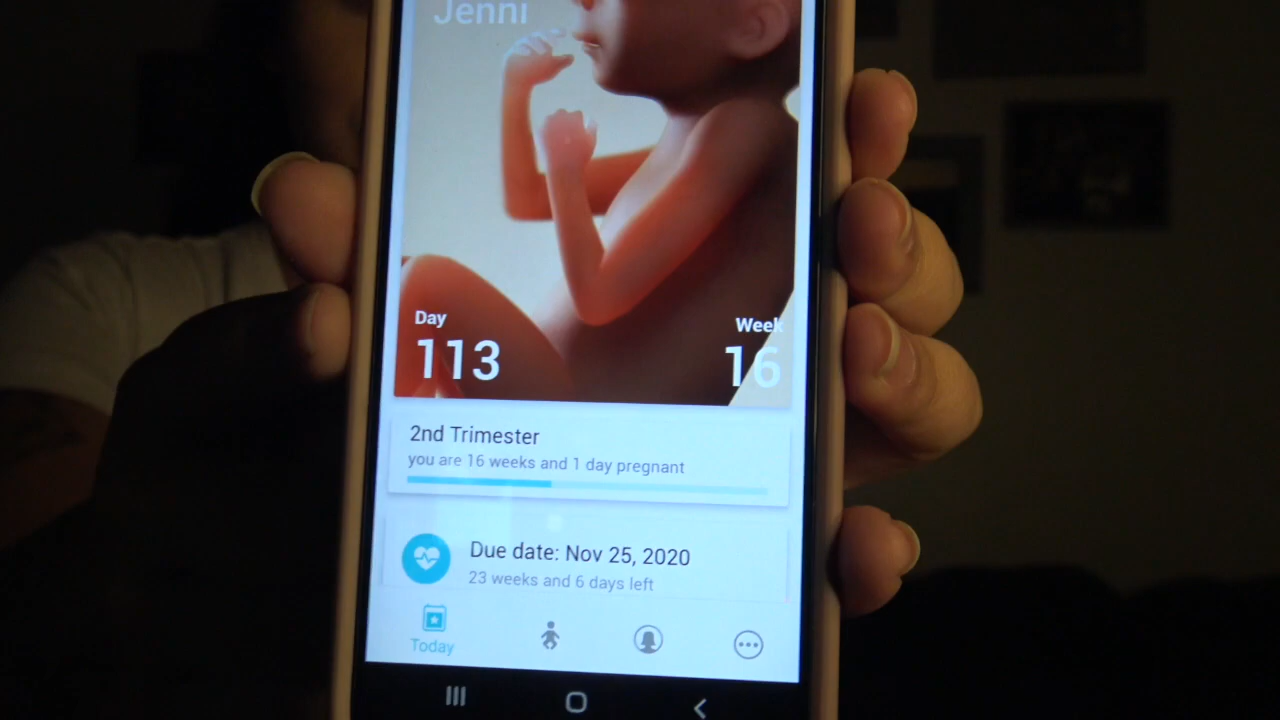 Jenni
Day
Week
113
16
2nd Trimester
you are 16 weeks and 1 day pregnant
Due date: Nov 25, 2020
23 weeks and 6 days left
Today